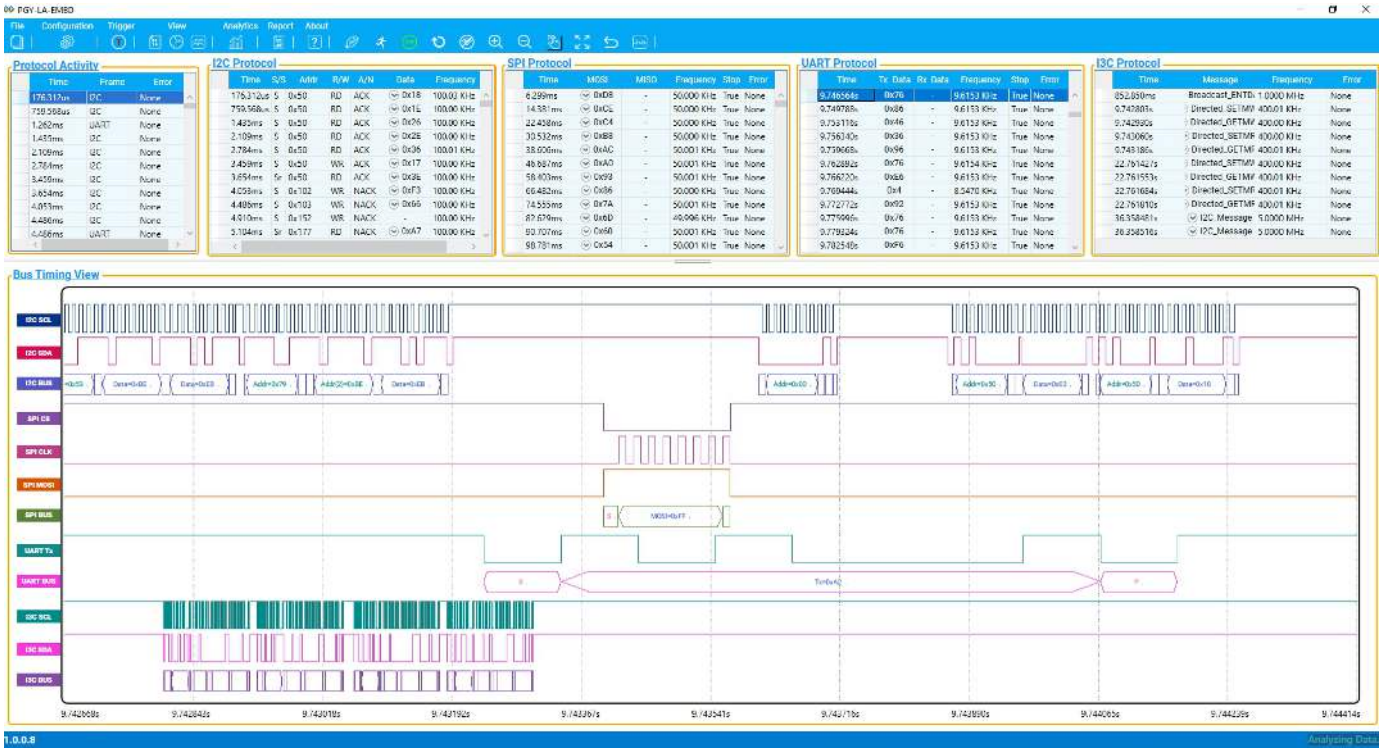 PGY-LA-EMBD
File Configuration Trigger View Analytics Report About
Protocol Activity
Time Frame Error
176.312us I2C None
759.568us I2C None
1.262ms UART None
1.435ms I2C None
2.109ms I2C None
2.784ms I2C None
3.459ms I2C None
3.654ms I2C None
4.053ms I2C None
4.486ms I2C None
4.486ms UART None
I2C Protocol
Time S/S Addr R/W A/N Data Frequency
176.312us S 0x50 RD ACK 0x18 100.03 KHz
759.568us S 0x50 RD ACK 0x1E 100.00 KHz
1.435ms S 0x50 RD ACK 0x26 100.00 KHz
2.109ms S 0x50 RD ACK 0x2E 100.00 KHz
2.784ms S 0x50 RD ACK 0x36 100.01 KHz
3.459ms S 0x50 WR ACK 0x17 100.00 KHz
3.654ms Sr 0x50 RD ACK 0x3E 100.00 KHz
4.053ms S 0x102 WR NACK 0xF3 100.00 KHz
4.486ms S 0x103 WR NACK 0x66 100.00 KHz
4.910ms S 0x152 WR NACK - 100.00 KHz
5.104ms Sr 0x177 RD NACK 0xA7 100.00 KHz
SPI Protocol
Time MOSI MISO Frequency Stop Error
6.299ms 0xD8 - 50.000 KHz True None
14.381ms 0xCE - 50.000 KHz True None
22.458ms 0xC4 - 50.001 KHz True None
30.532ms 0xB8 - 50.000 KHz True None
38.606ms 0xAC - 50.001 KHz True None
46.687ms 0xA0 - 50.001 KHz True None
58.403ms 0x93 - 50.001 KHz True None
66.482ms 0x86 - 50.000 KHz True None
74.555ms 0x7A - 50.001 KHz True None
82.629ms 0x6D - 49.996 KHz True None
90.707ms 0x60 - 50.001 KHz True None
98.781ms 0x54 - 50.001 KHz True None
UART Protocol
Time Tx Data Rx Data Frequency Stop Error
9.746564s 0x76 - 9.6153 KHz True None
9.749788s 0x86 - 9.6153 KHz True None
9.753116s 0x46 - 9.6153 KHz True None
9.756340s 0x36 - 9.6153 KHz True None
9.759668s 0x96 - 9.6153 KHz True None
9.762892s 0x76 - 9.6154 KHz True None
9.766220s 0xE6 - 9.6153 KHz True None
9.769444s 0x4 - 8.5470 KHz True None
9.772772s 0x92 - 9.6153 KHz True None
9.775996s 0x76 - 9.6153 KHz True None
9.779324s 0x76 - 9.6153 KHz True None
9.782548s 0xF6 - 9.6153 KHz True None
I3C Protocol
Time Message Frequency Error
852.850ms Broadcast_ENTD 1.0000 MHz None
9.742803s Directed_SETMW 400.01 KHz None
9.742930s Directed_GETMW 400.01 KHz None
9.743060s Directed_SETMR 400.00 KHz None
9.743186s Directed_GETMR 400.01 KHz None
22.761427s Directed_SETMW 400.00 KHz None
22.761553s Directed_GETMW 400.01 KHz None
22.761684s Directed_SETMR 400.01 KHz None
22.761810s Directed_GETMR 400.01 KHz None
36.358481s I2C_Message 5.0000 MHz None
36.358516s I2C_Message 5.0000 MHz None
Bus Timing View
I2C SCL
I2C SDA
I2C BUS
SPI CS
SPI CLK
SPI MOSI
SPI BUS
S MOSI=0xFF
UART Tx
UART BUS
S P
I3C SCL
I3C SDA
I3C BUS
9.742668s 9.742843s 9.743018s 9.743192s 9.743367s 9.743541s 9.743716s 9.743890s 9.744065s 9.744239s 9.744414s
1.0.0.8 Analyzing Data